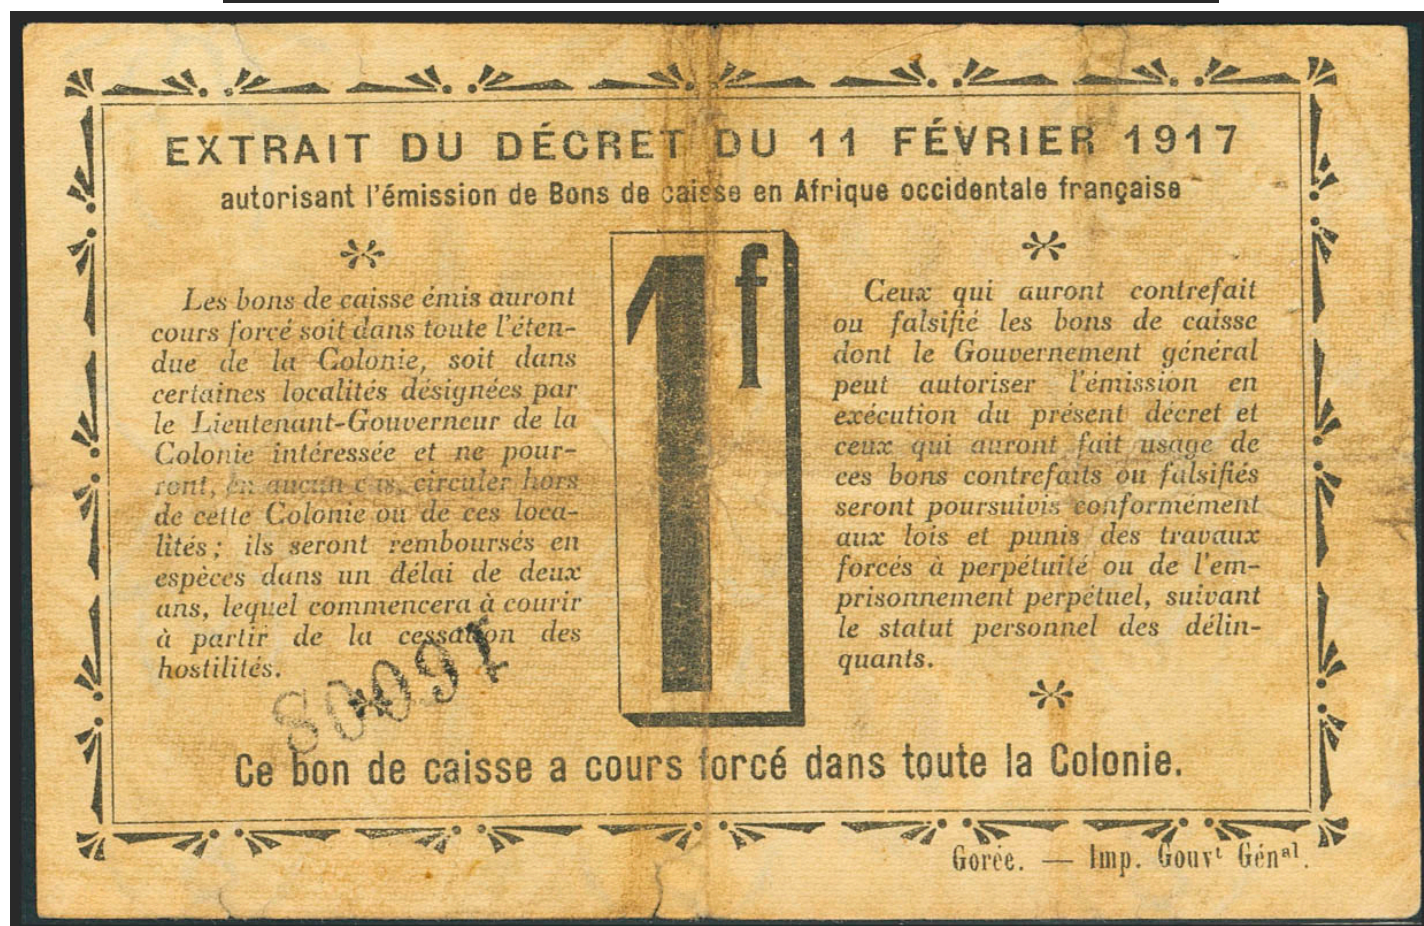 EXTRAIT DU DÉCRET DU 11 FÉVRIER 1917
autorisant l'émission de Bons de caisse en Afrique occidentale française
Les bons de caisse émis auront
cours forcé soit dans toute l'éten-
due de la Colonie, soit dans
certaines localités désignées par
le Lieutenant-Gouverneur de la
Colonie intéressée et ne pour-
ront, en aucun cas, circuler hors
de cette Colonie ou de ces loca-
lités; ils seront remboursés en
espèces dans un délai de deux
ans, lequel commencera à courir
à partir de la cessation des
hostilités.
80097
1f
Ceux qui auront contrefait
ou falsifié les bons de caisse
dont le Gouvernement général
peut autoriser l'émission en
exécution du présent décret et
ceux qui auront fait usage de
ces bons contrefaits ou falsifiés
seront poursuivis conformément
aux lois et punis des travaux
forcés à perpétuité ou de l'em-
prisonnement perpétuel, suivant
le statut personnel des délin-
quants.
Ce bon de caisse a cours forcé dans toute la Colonie.
Gorée. — Imp. Gouvt Génal.